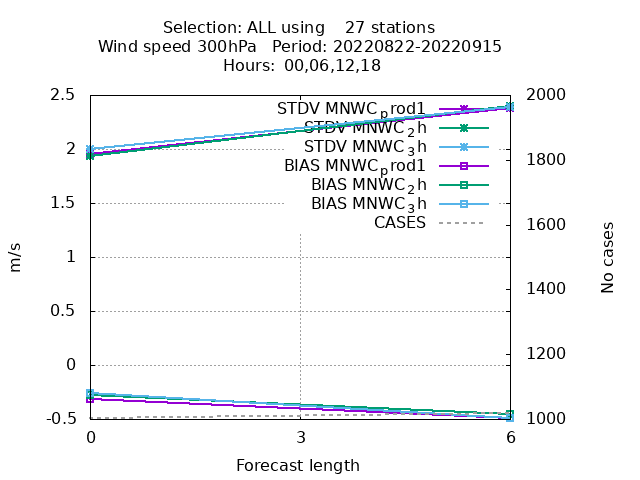 Selection: ALL using    27 stations
Wind speed 300hPa   Period: 20220822-20220915
Hours: 00,06,12,18
2.5
2
1.5
1
0.5
0
-0.5
m/s
STDV MNWCprod1
STDV MNWC2h
STDV MNWC3h
BIAS MNWCprod1
BIAS MNWC2h
BIAS MNWC3h
CASES
2000
1800
1600
1400
1200
1000
No cases
0
3
6
Forecast length